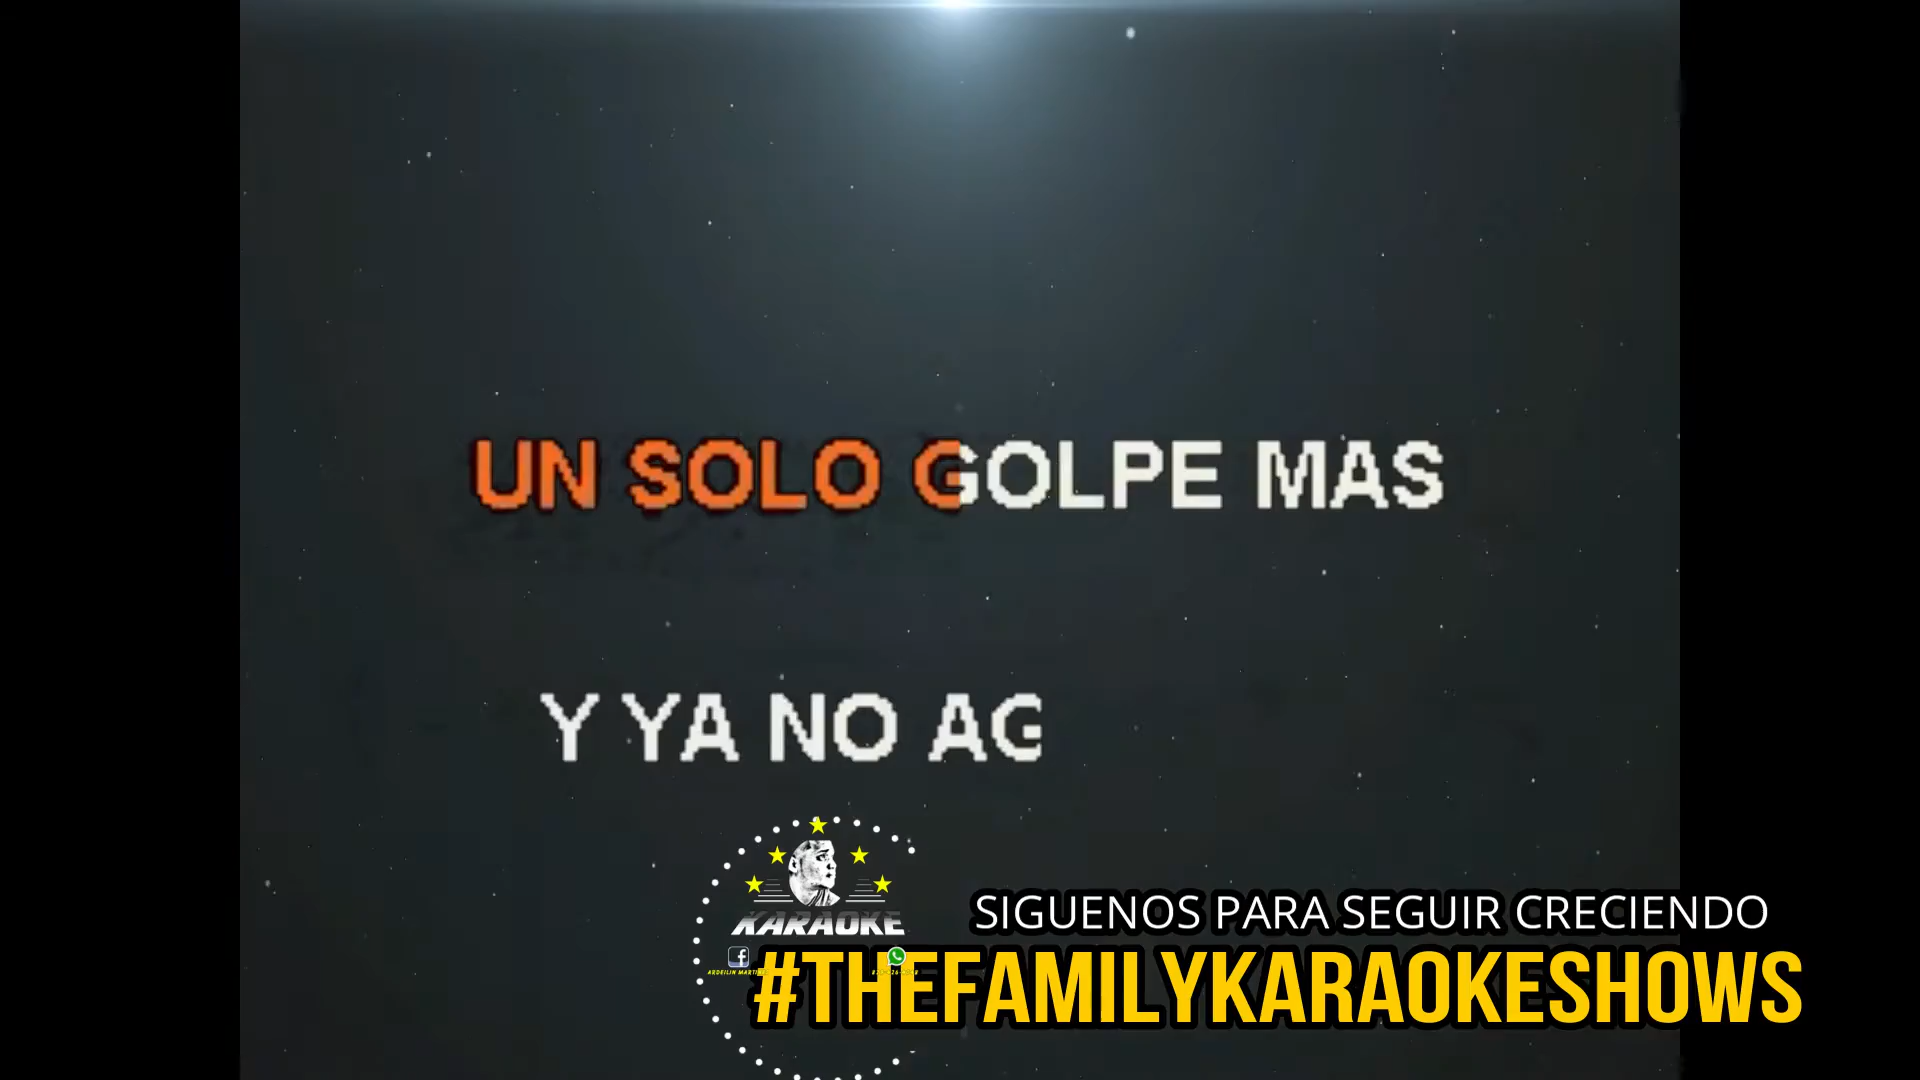 UN SOLO GOLPE MAS
Y YA NO AG
KARAOKE
SIGUENOS PARA SEGUIR CRECIENDO
#THEFAMILYKARAOKESHOWS